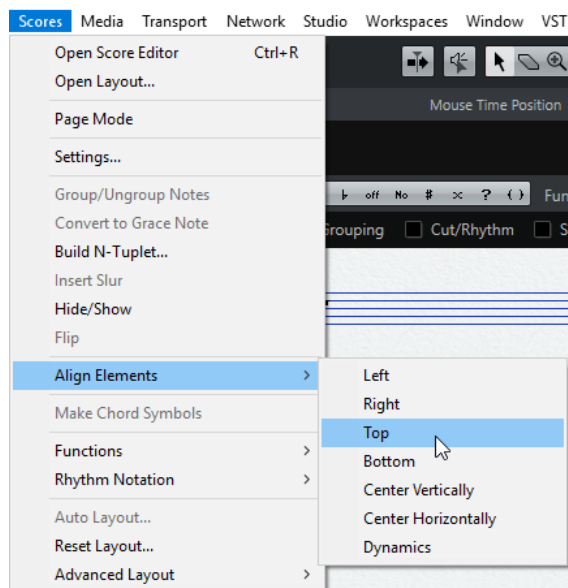 Scores Media Transport Network Studio Workspaces Window VST
Open Score Editor Ctrl+R
Open Layout...
Page Mode
Mouse Time Position
Settings...
Group/Ungroup Notes
off No # x ? ( ) Fun
Convert to Grace Note
Grouping Cut/Rhythm S
Build N-Tuplet...
Insert Slur
Hide/Show
Flip
Align Elements >
Left
Make Chord Symbols
Right
Top
Functions >
Bottom
Rhythm Notation >
Center Vertically
Auto Layout...
Center Horizontally
Reset Layout...
Dynamics
Advanced Layout >